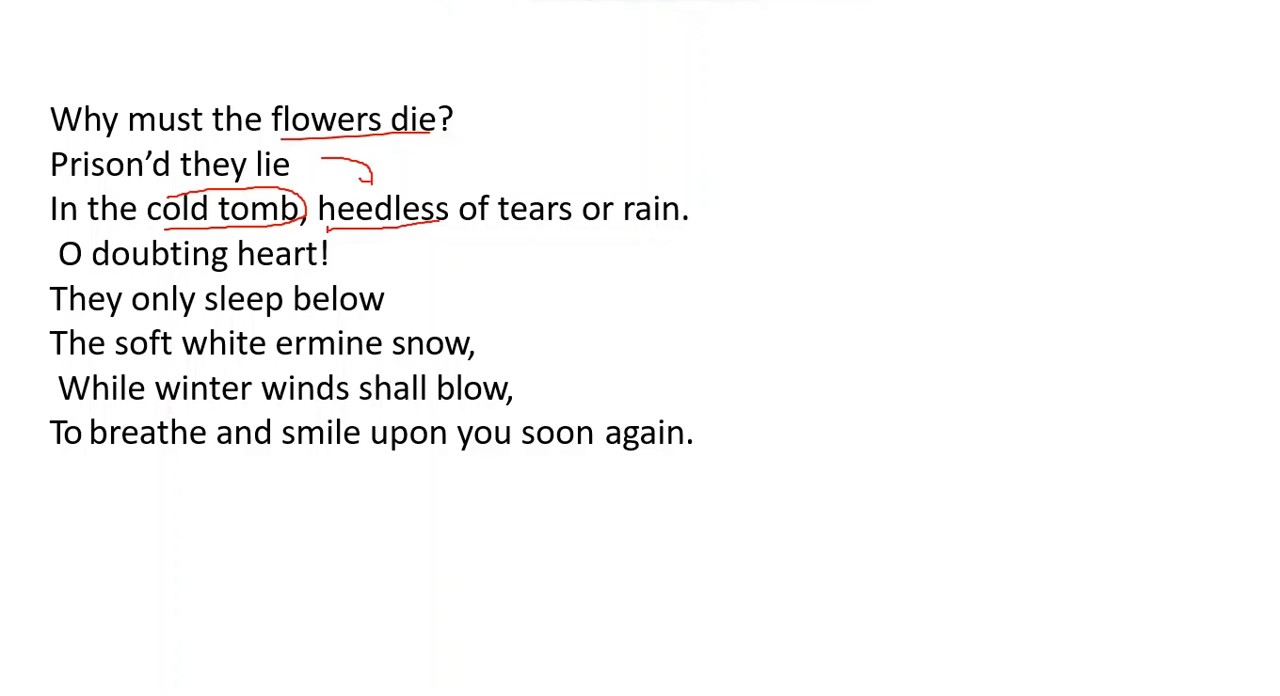 Why must the flowers die?
Prison’d they lie
In the cold tomb, heedless of tears or rain.
O doubting heart!
They only sleep below
The soft white ermine snow,
While winter winds shall blow,
To breathe and smile upon you soon again.